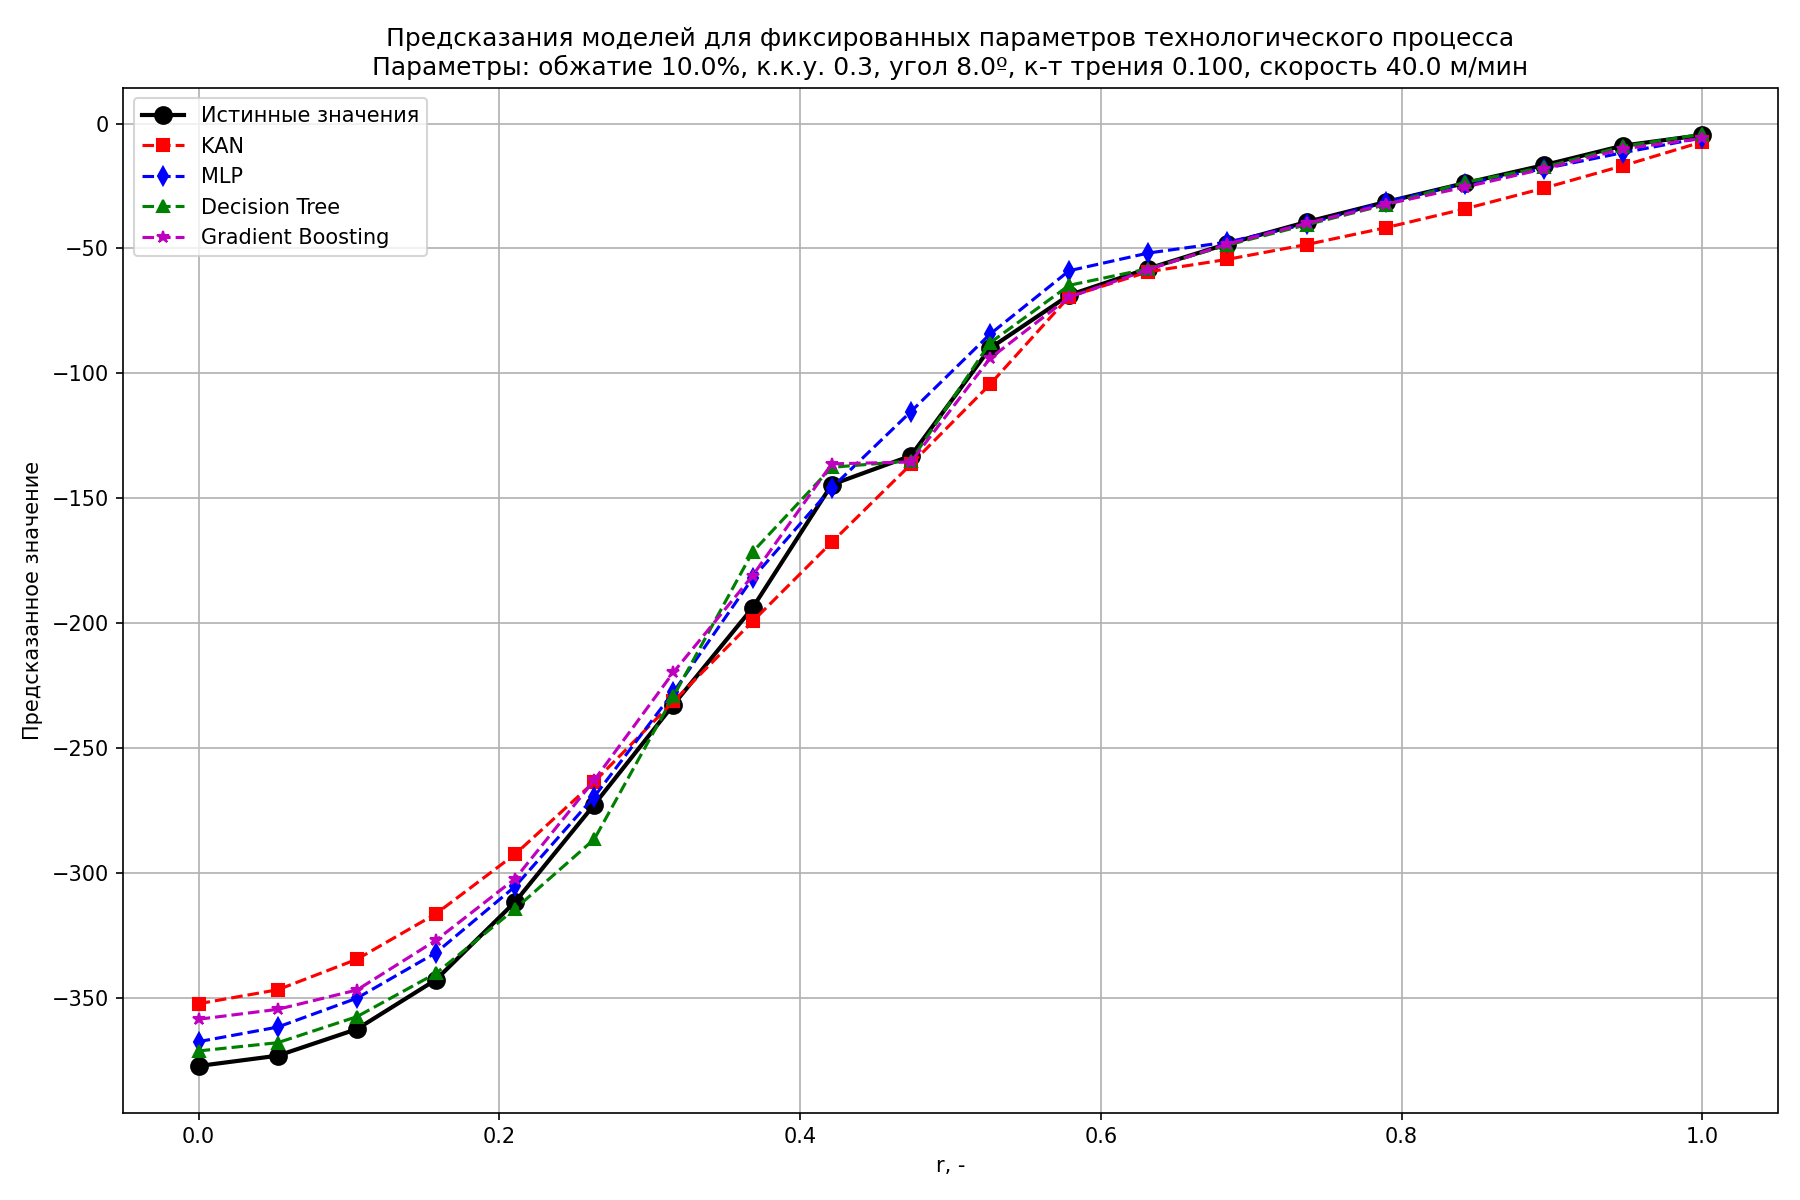 Предсказания моделей для фиксированных параметров технологического процесса
Параметры: обжатие 10.0%, к.к.у. 0.3, угол 8.0º, к-т трения 0.100, скорость 40.0 м/мин
Истинные значения
KAN
MLP
Decision Tree
Gradient Boosting
Предсказанное значение
0
−50
−100
−150
−200
−250
−300
−350
0.0 0.2 0.4 0.6 0.8 1.0
r, -